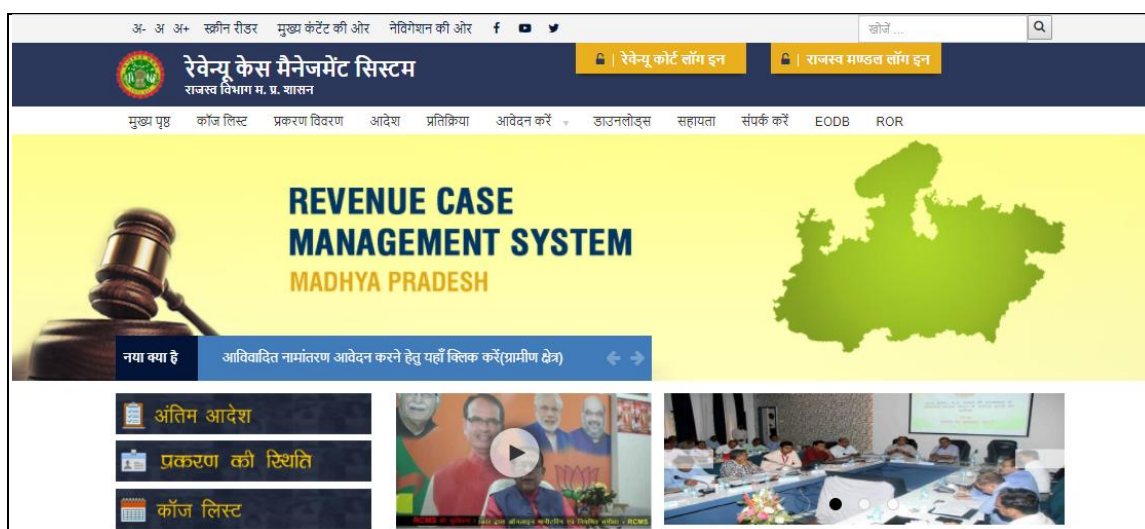 अ- अ अ+ स्क्रीन रीडर मुख्य कंटेंट की ओर नेविगेशन की ओर
खोजें ...
रेवेन्यू केस मैनेजमेंट सिस्टम
राजस्व विभाग म. प्र. शासन
| रेवेन्यू कोर्ट लॉग इन
| राजस्व मण्डल लॉग इन
मुख्य पृष्ठ कॉज लिस्ट प्रकरण विवरण आदेश प्रतिक्रिया आवेदन करें डाउनलोड्स सहायता संपर्क करें EODB ROR
REVENUE CASE
MANAGEMENT SYSTEM
MADHYA PRADESH
नया क्या है
आविवादित नामांतरण आवेदन करने हेतु यहाँ क्लिक करें(ग्रामीण क्षेत्र)
अंतिम आदेश
प्रकरण की स्थिति
कॉज लिस्ट